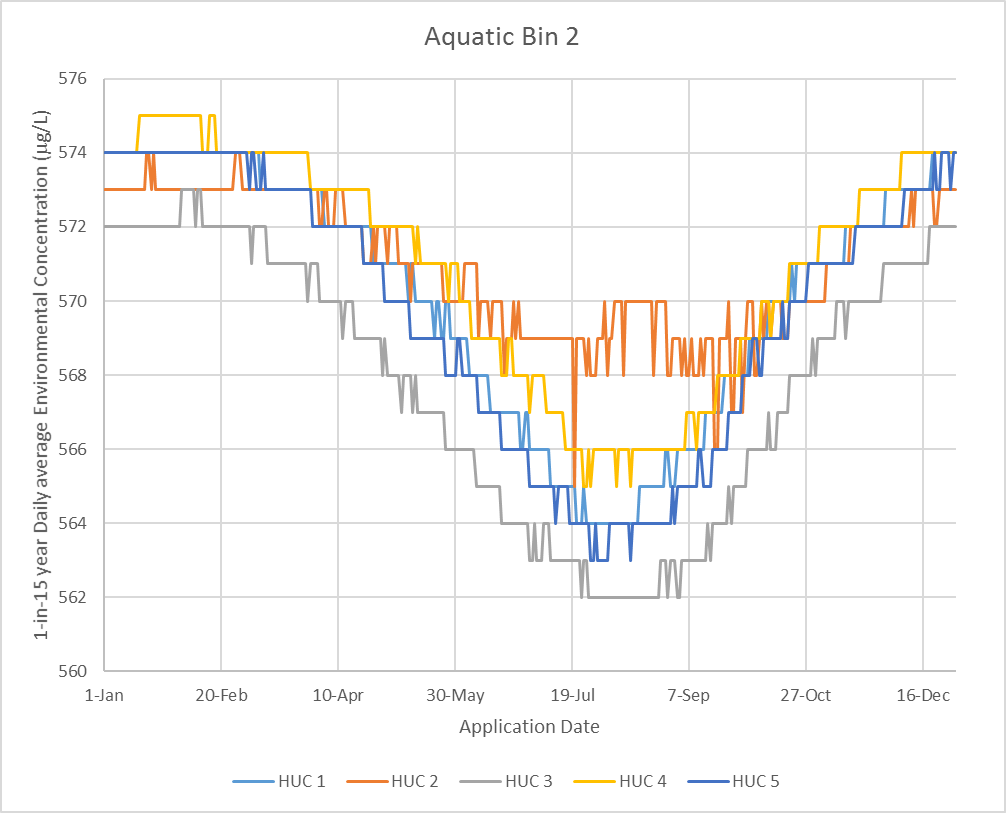 Aquatic Bin 2
1-in-15 year Daily average Environmental Concentration (µg/L)
576
574
572
570
568
566
564
562
560
1-Jan 20-Feb 10-Apr 30-May 19-Jul 7-Sep 27-Oct 16-Dec
Application Date
HUC 1 HUC 2 HUC 3 HUC 4 HUC 5